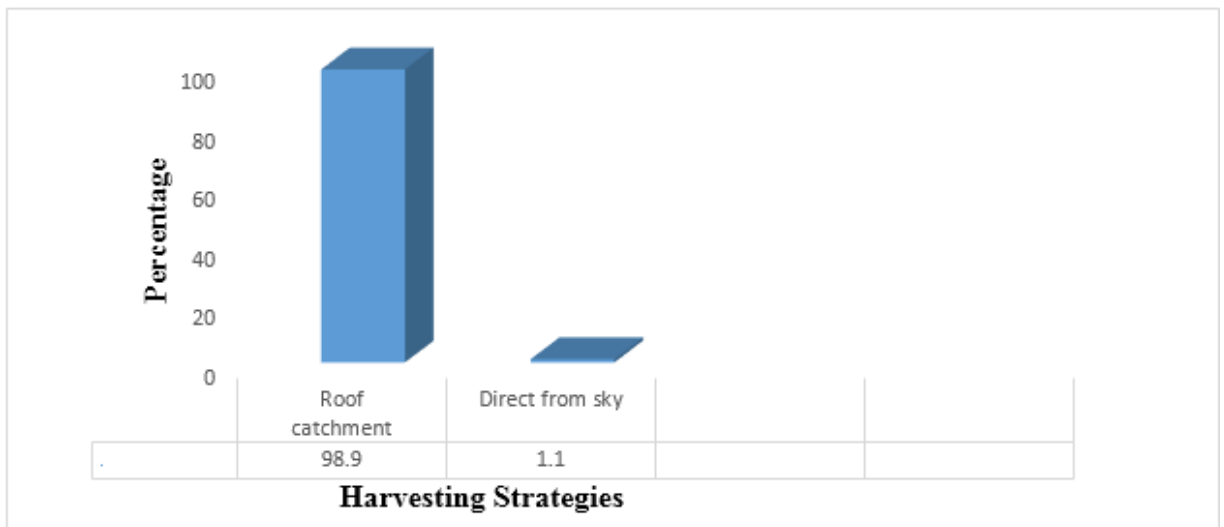 100
80
60
40
20
0
Percentage
Roof
catchment
Direct from sky
. 98.9 1.1
Harvesting Strategies